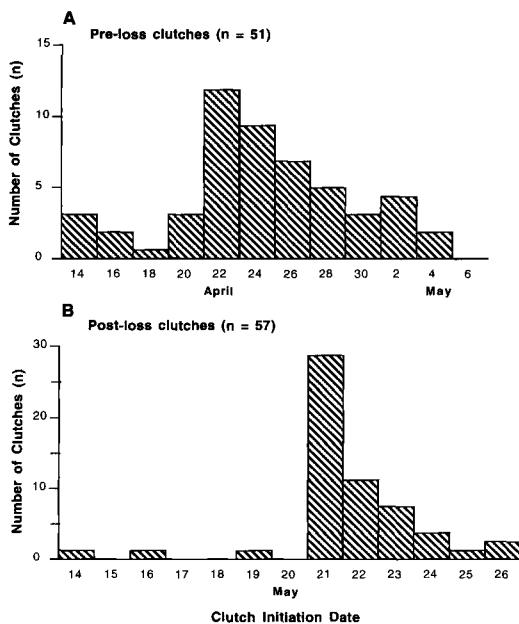 A
Pre-loss clutches (n = 51)
Number of Clutches (n)
15
10
5
0
14 16 18 20 22 24 26 28 30 2 4 6
April May
B
Post-loss clutches (n = 57)
Number of Clutches (n)
30
20
10
0
14 15 16 17 18 19 20 21 22 23 24 25 26
May
Clutch Initiation Date